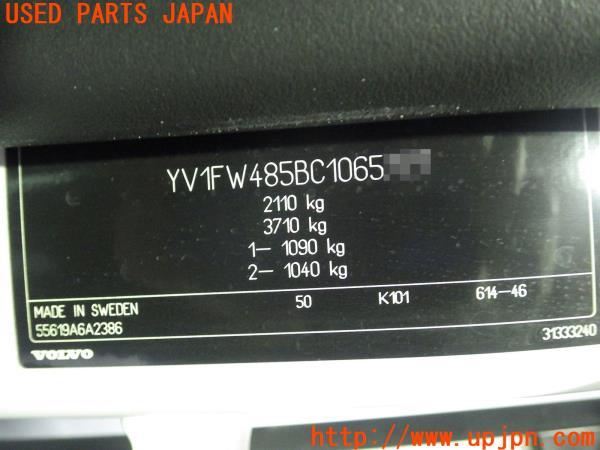 USED PARTS JAPAN
YV1FW485BC1065
2110 kg
3710 kg
1- 1090 kg
2- 1040 kg
50 K101 614-46
MADE IN SWEDEN
55619A6A2386
31333240
VOLVO
http://www.upjpn.com/